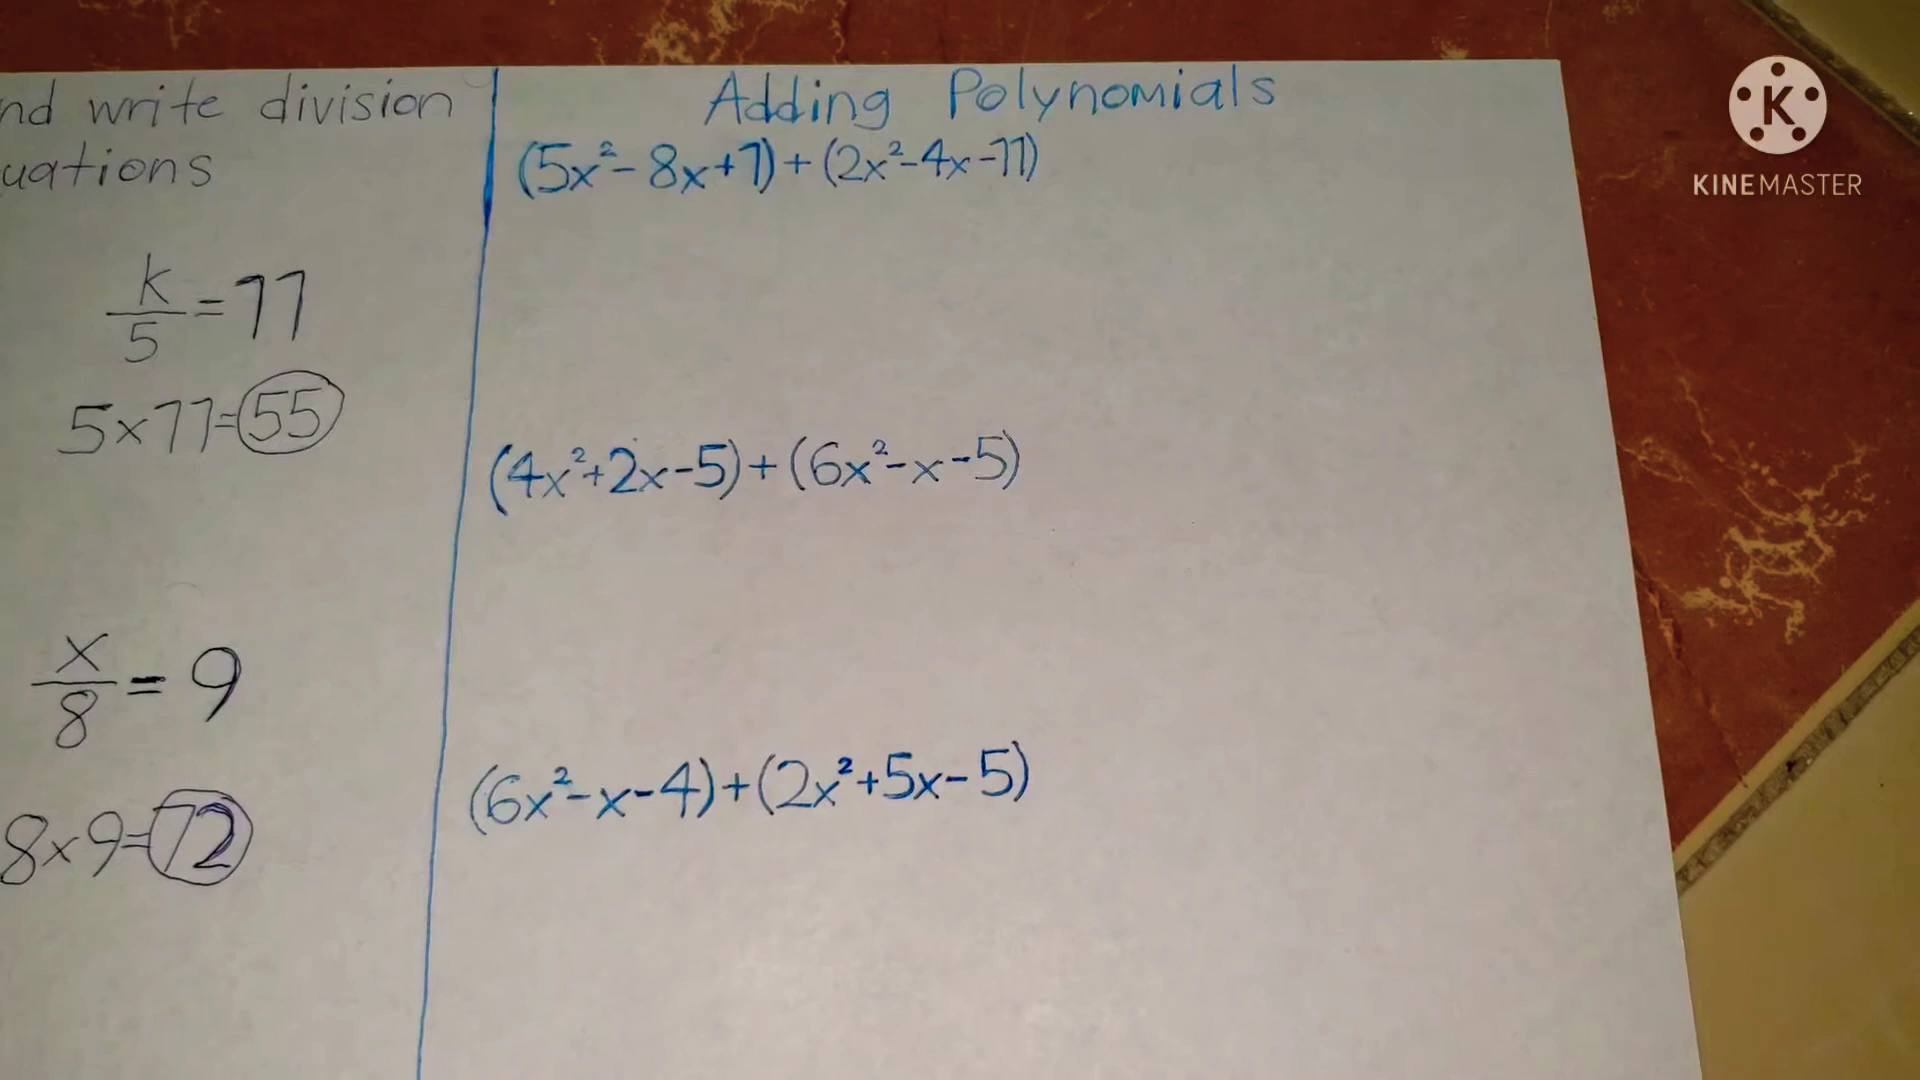 nd write division
uations
k/5 = 11
5×11=55
x/8 = 9
8×9=72
Adding Polynomials
(5x²-8x+1)+(2x²-4x-11)
(4x²+2x-5)+(6x²-x-5)
(6x²-x-4)+(2x²+5x-5)
K
KINEMASTER